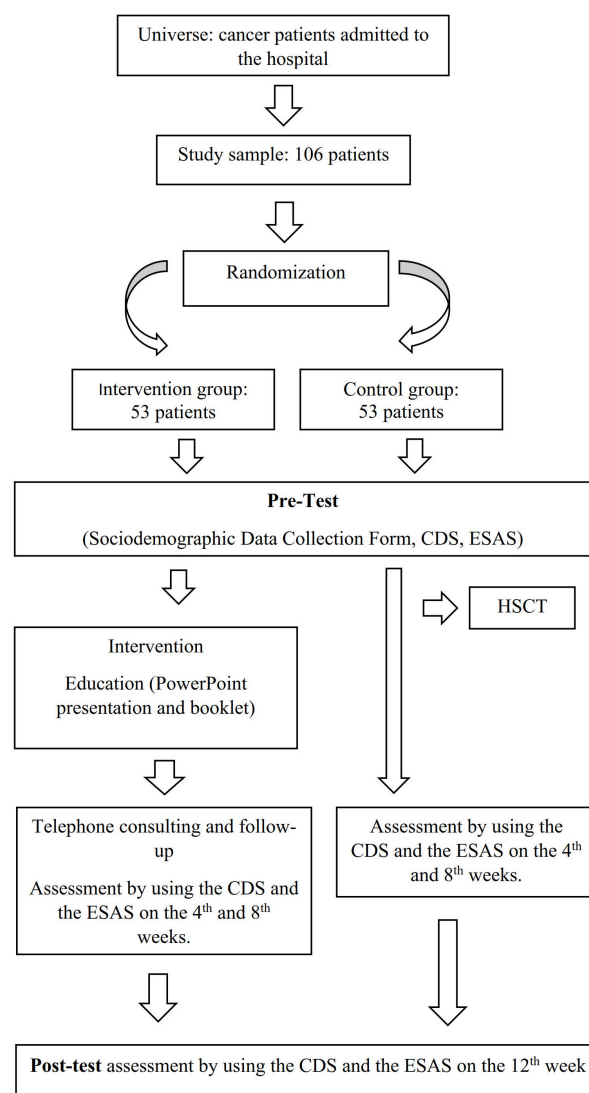 Universe: cancer patients admitted to
the hospital
Study sample: 106 patients
Randomization
Intervention group:
53 patients
Control group:
53 patients
Pre-Test
(Sociodemographic Data Collection Form, CDS, ESAS)
HSCT
Intervention
Education (PowerPoint
presentation and booklet)
Telephone consulting and follow-
up
Assessment by using the CDS and
the ESAS on the 4th and 8th
weeks.
Assessment by using the
CDS and the ESAS on the 4th
and 8th weeks.
Post-test assessment by using the CDS and the ESAS on the 12th week